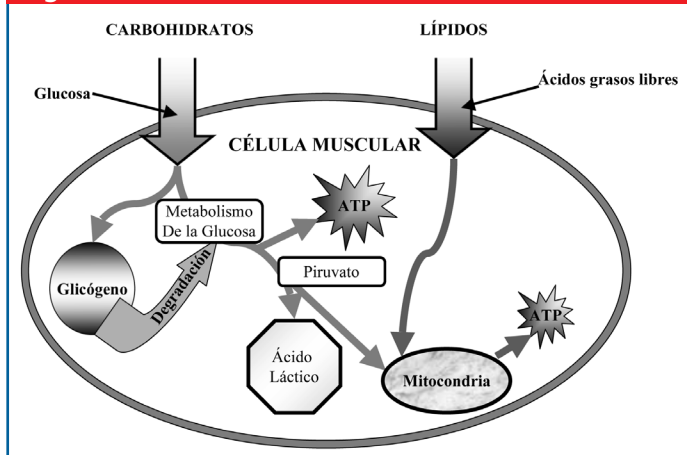 CARBOHIDRATOS
LÍPIDOS
Glucosa
Ácidos grasos libres
CÉLULA MUSCULAR
Metabolismo
De la Glucosa
ATP
Glicógeno
Degradación
Piruvato
Ácido
Láctico
Mitocondria
ATP